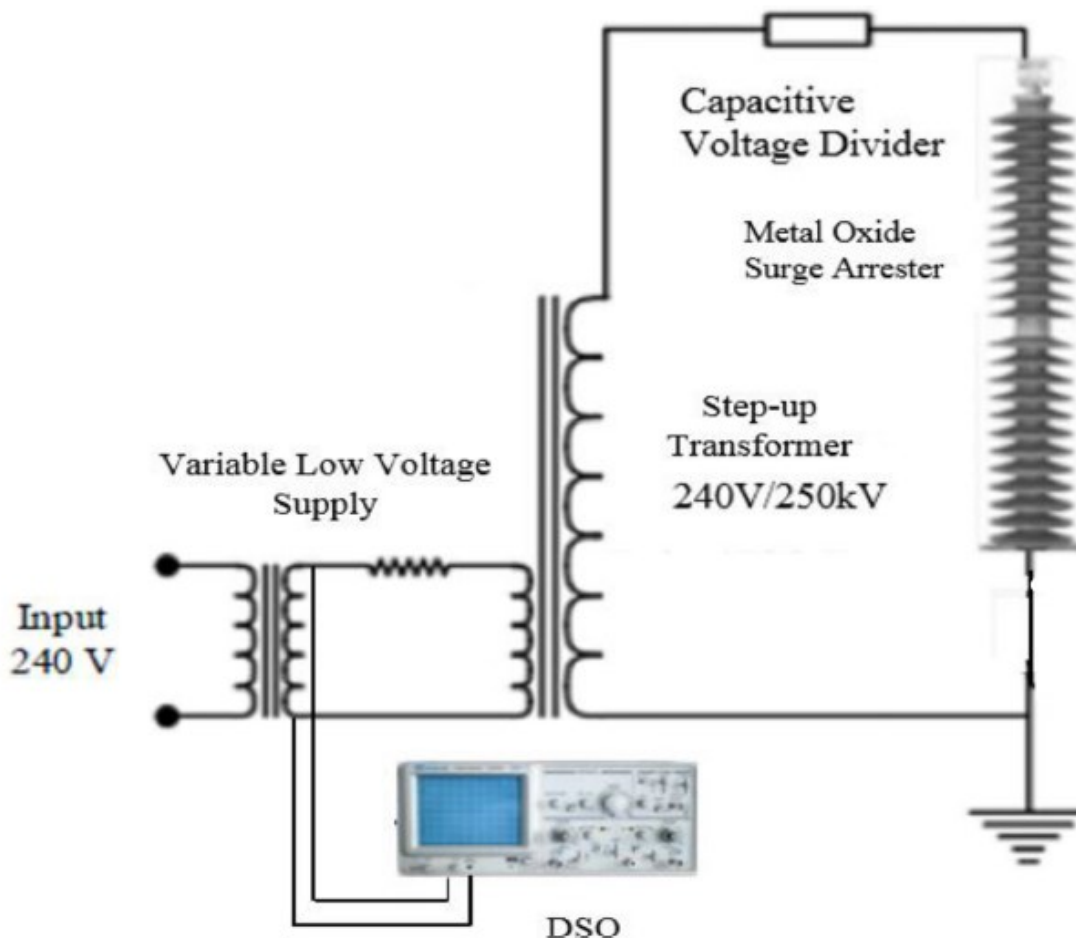 Capacitive
Voltage Divider
Metal Oxide
Surge Arrester
Step-up
Transformer
240V/250kV
Variable Low Voltage
Supply
Input
240 V
DSO